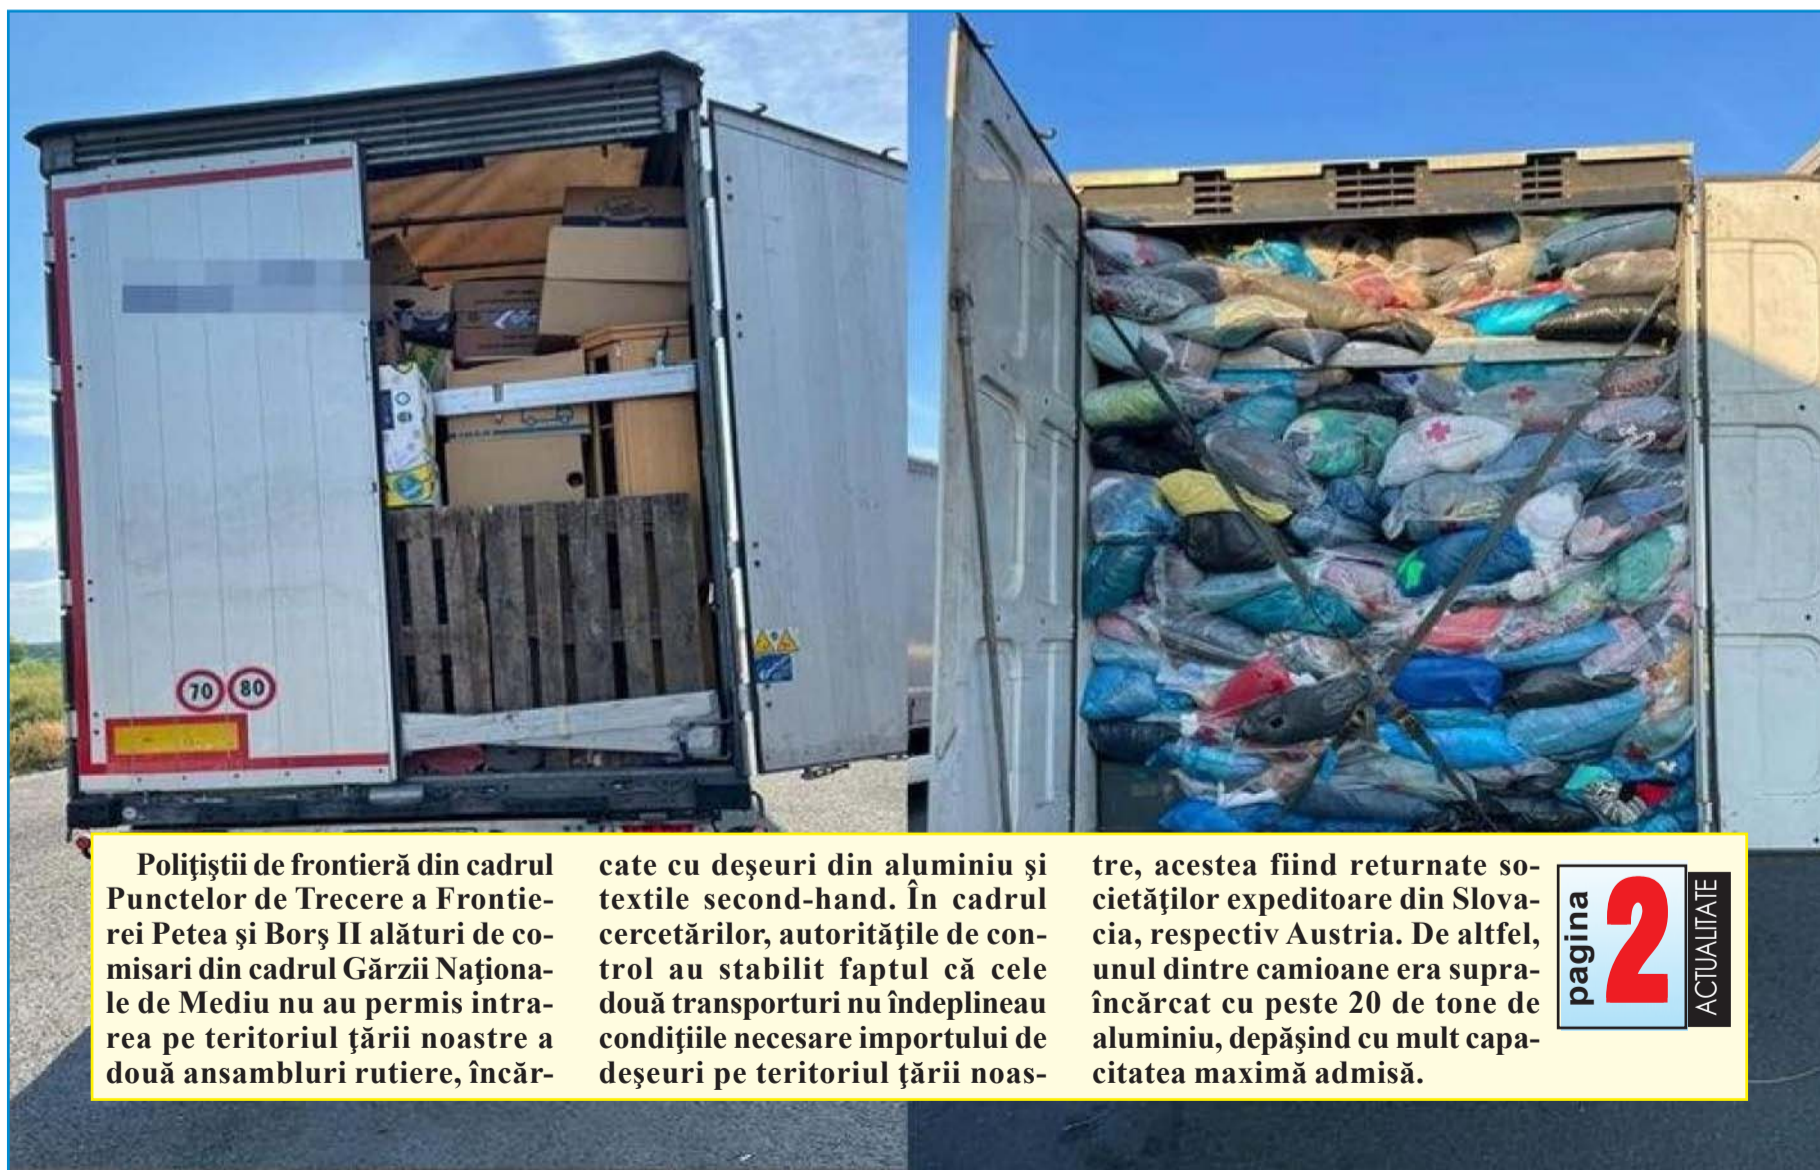 70 80
Poliţiştii de frontieră din cadrul
Punctelor de Trecere a Frontie-
rei Petea şi Borş II alături de co-
misari din cadrul Gărzii Naţiona-
le de Mediu nu au permis intra-
rea pe teritoriul ţării noastre a
două ansambluri rutiere, încăr-
cate cu deşeuri din aluminiu şi
textile second-hand. În cadrul
cercetărilor, autorităţile de con-
trol au stabilit faptul că cele
două transporturi nu îndeplineau
condiţiile necesare importului de
deşeuri pe teritoriul ţării noas-
tre, acestea fiind returnate so-
cietăţilor expeditoare din Slova-
cia, respectiv Austria. De altfel,
unul dintre camioane era supra-
încărcat cu peste 20 de tone de
aluminiu, depăşind cu mult capa-
citatea maximă admisă.
pagina
2
ACTUALITATE